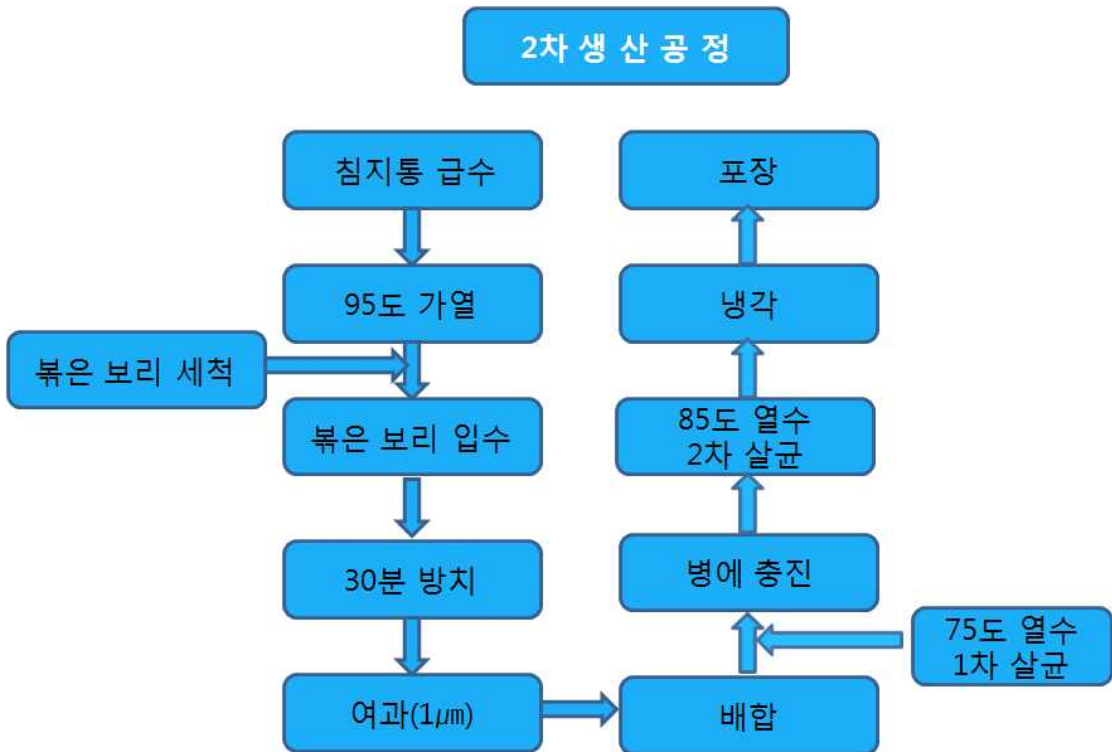 2차 생 산 공 정
침지통 급수
95도 가열
볶은 보리 세척
볶은 보리 입수
30분 방치
여과(1㎛)
배합
75도 열수
1차 살균
병에 충진
85도 열수
2차 살균
냉각
포장